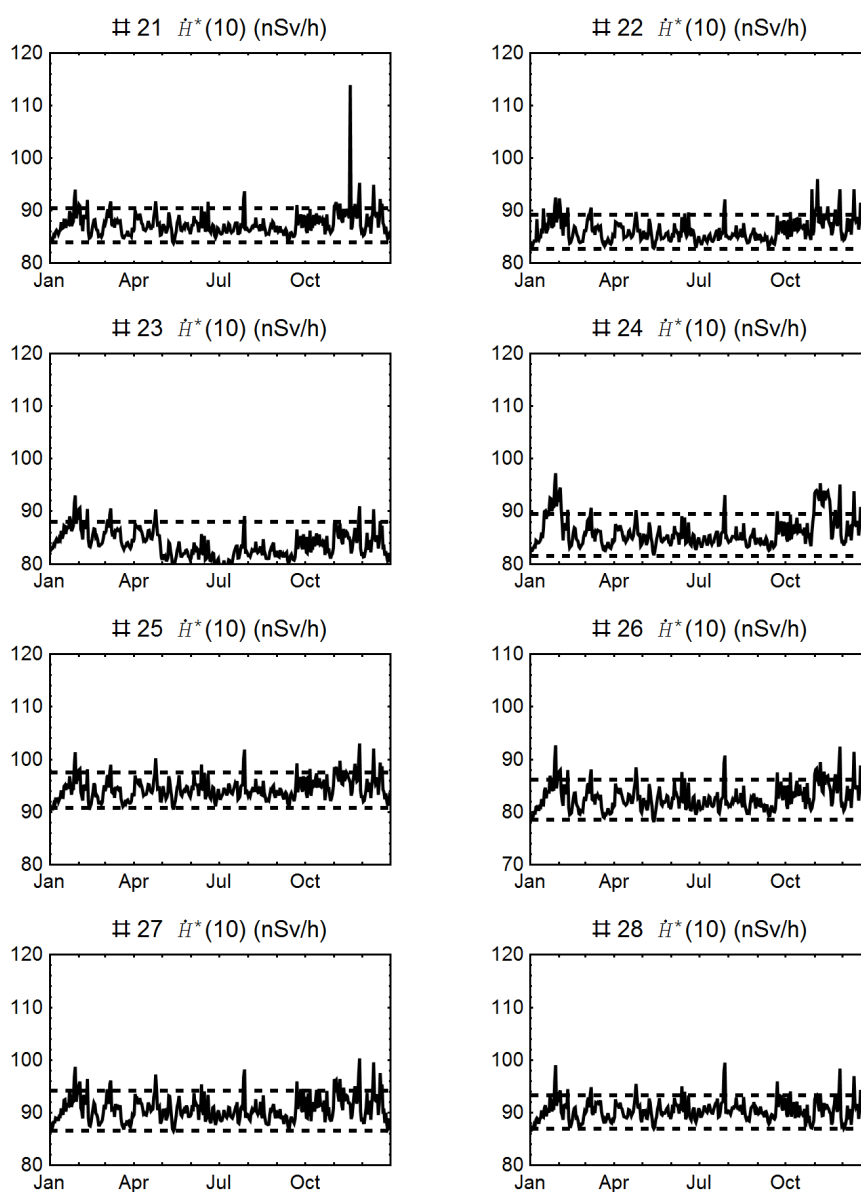 # 21 Ḣ*(10) (nSv/h)
120
110
100
90
80
Jan Apr Jul Oct
# 22 Ḣ*(10) (nSv/h)
120
110
100
90
80
Jan Apr Jul Oct
# 23 Ḣ*(10) (nSv/h)
120
110
100
90
80
Jan Apr Jul Oct
# 24 Ḣ*(10) (nSv/h)
120
110
100
90
80
Jan Apr Jul Oct
# 25 Ḣ*(10) (nSv/h)
120
110
100
90
80
Jan Apr Jul Oct
# 26 Ḣ*(10) (nSv/h)
110
100
90
80
70
Jan Apr Jul Oct
# 27 Ḣ*(10) (nSv/h)
120
110
100
90
80
Jan Apr Jul Oct
# 28 Ḣ*(10) (nSv/h)
120
110
100
90
80
Jan Apr Jul Oct